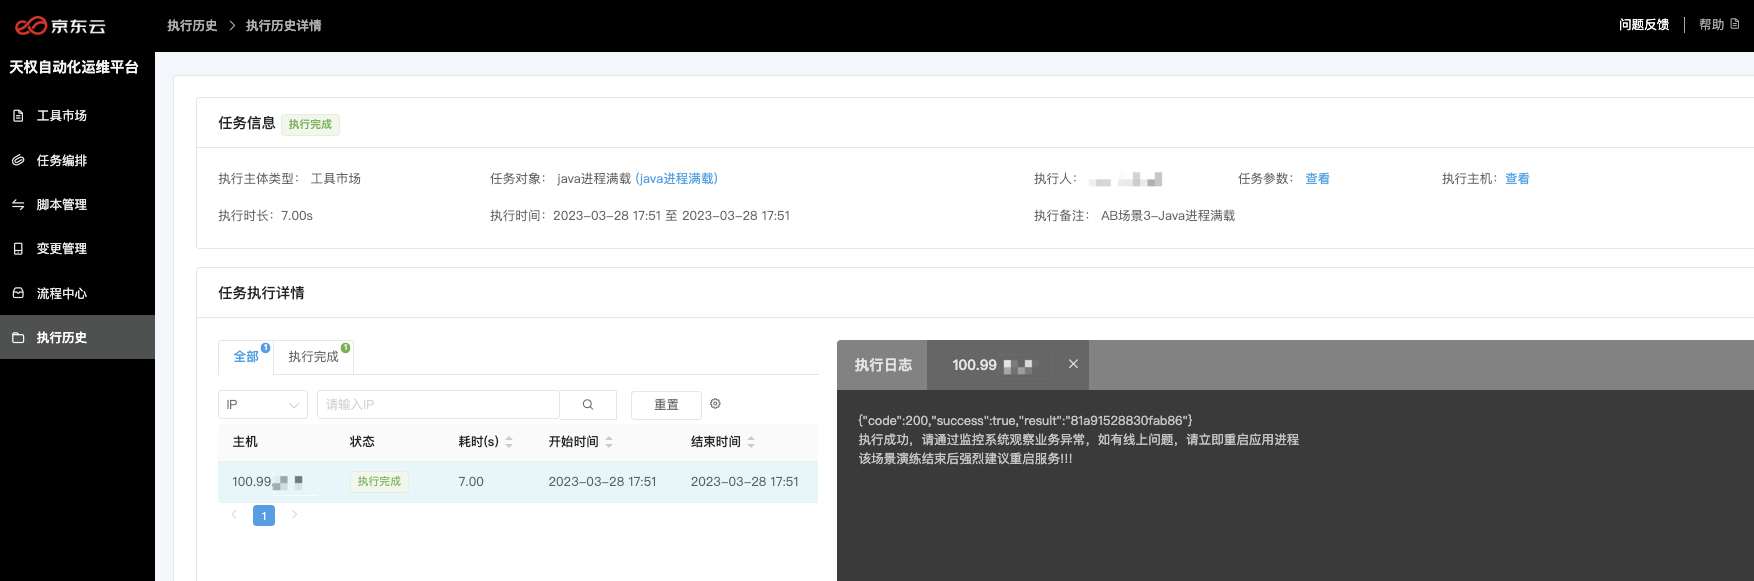 京东云
执行历史 > 执行历史详情
问题反馈 | 帮助
天权自动化运维平台
工具市场
任务编排
脚本管理
变更管理
流程中心
执行历史
任务信息 执行完成
执行主体类型: 工具市场 任务对象: java进程满载 (java进程满载) 执行人: 任务参数: 查看 执行主机: 查看
执行时长: 7.00s 执行时间: 2023-03-28 17:51 至 2023-03-28 17:51 执行备注: AB场景3-Java进程满载
任务执行详情
全部 1 执行完成 1
IP 请输入IP 重置
主机 状态 耗时(s) 开始时间 结束时间
100.99 执行完成 7.00 2023-03-28 17:51 2023-03-28 17:51
< 1 >
执行日志 100.99 ×
{"code":200,"success":true,"result":"81a91528830fab86"}
执行成功，请通过监控系统观察业务异常，如有线上问题，请立即重启应用进程
该场景演练结束后强烈建议重启服务!!!